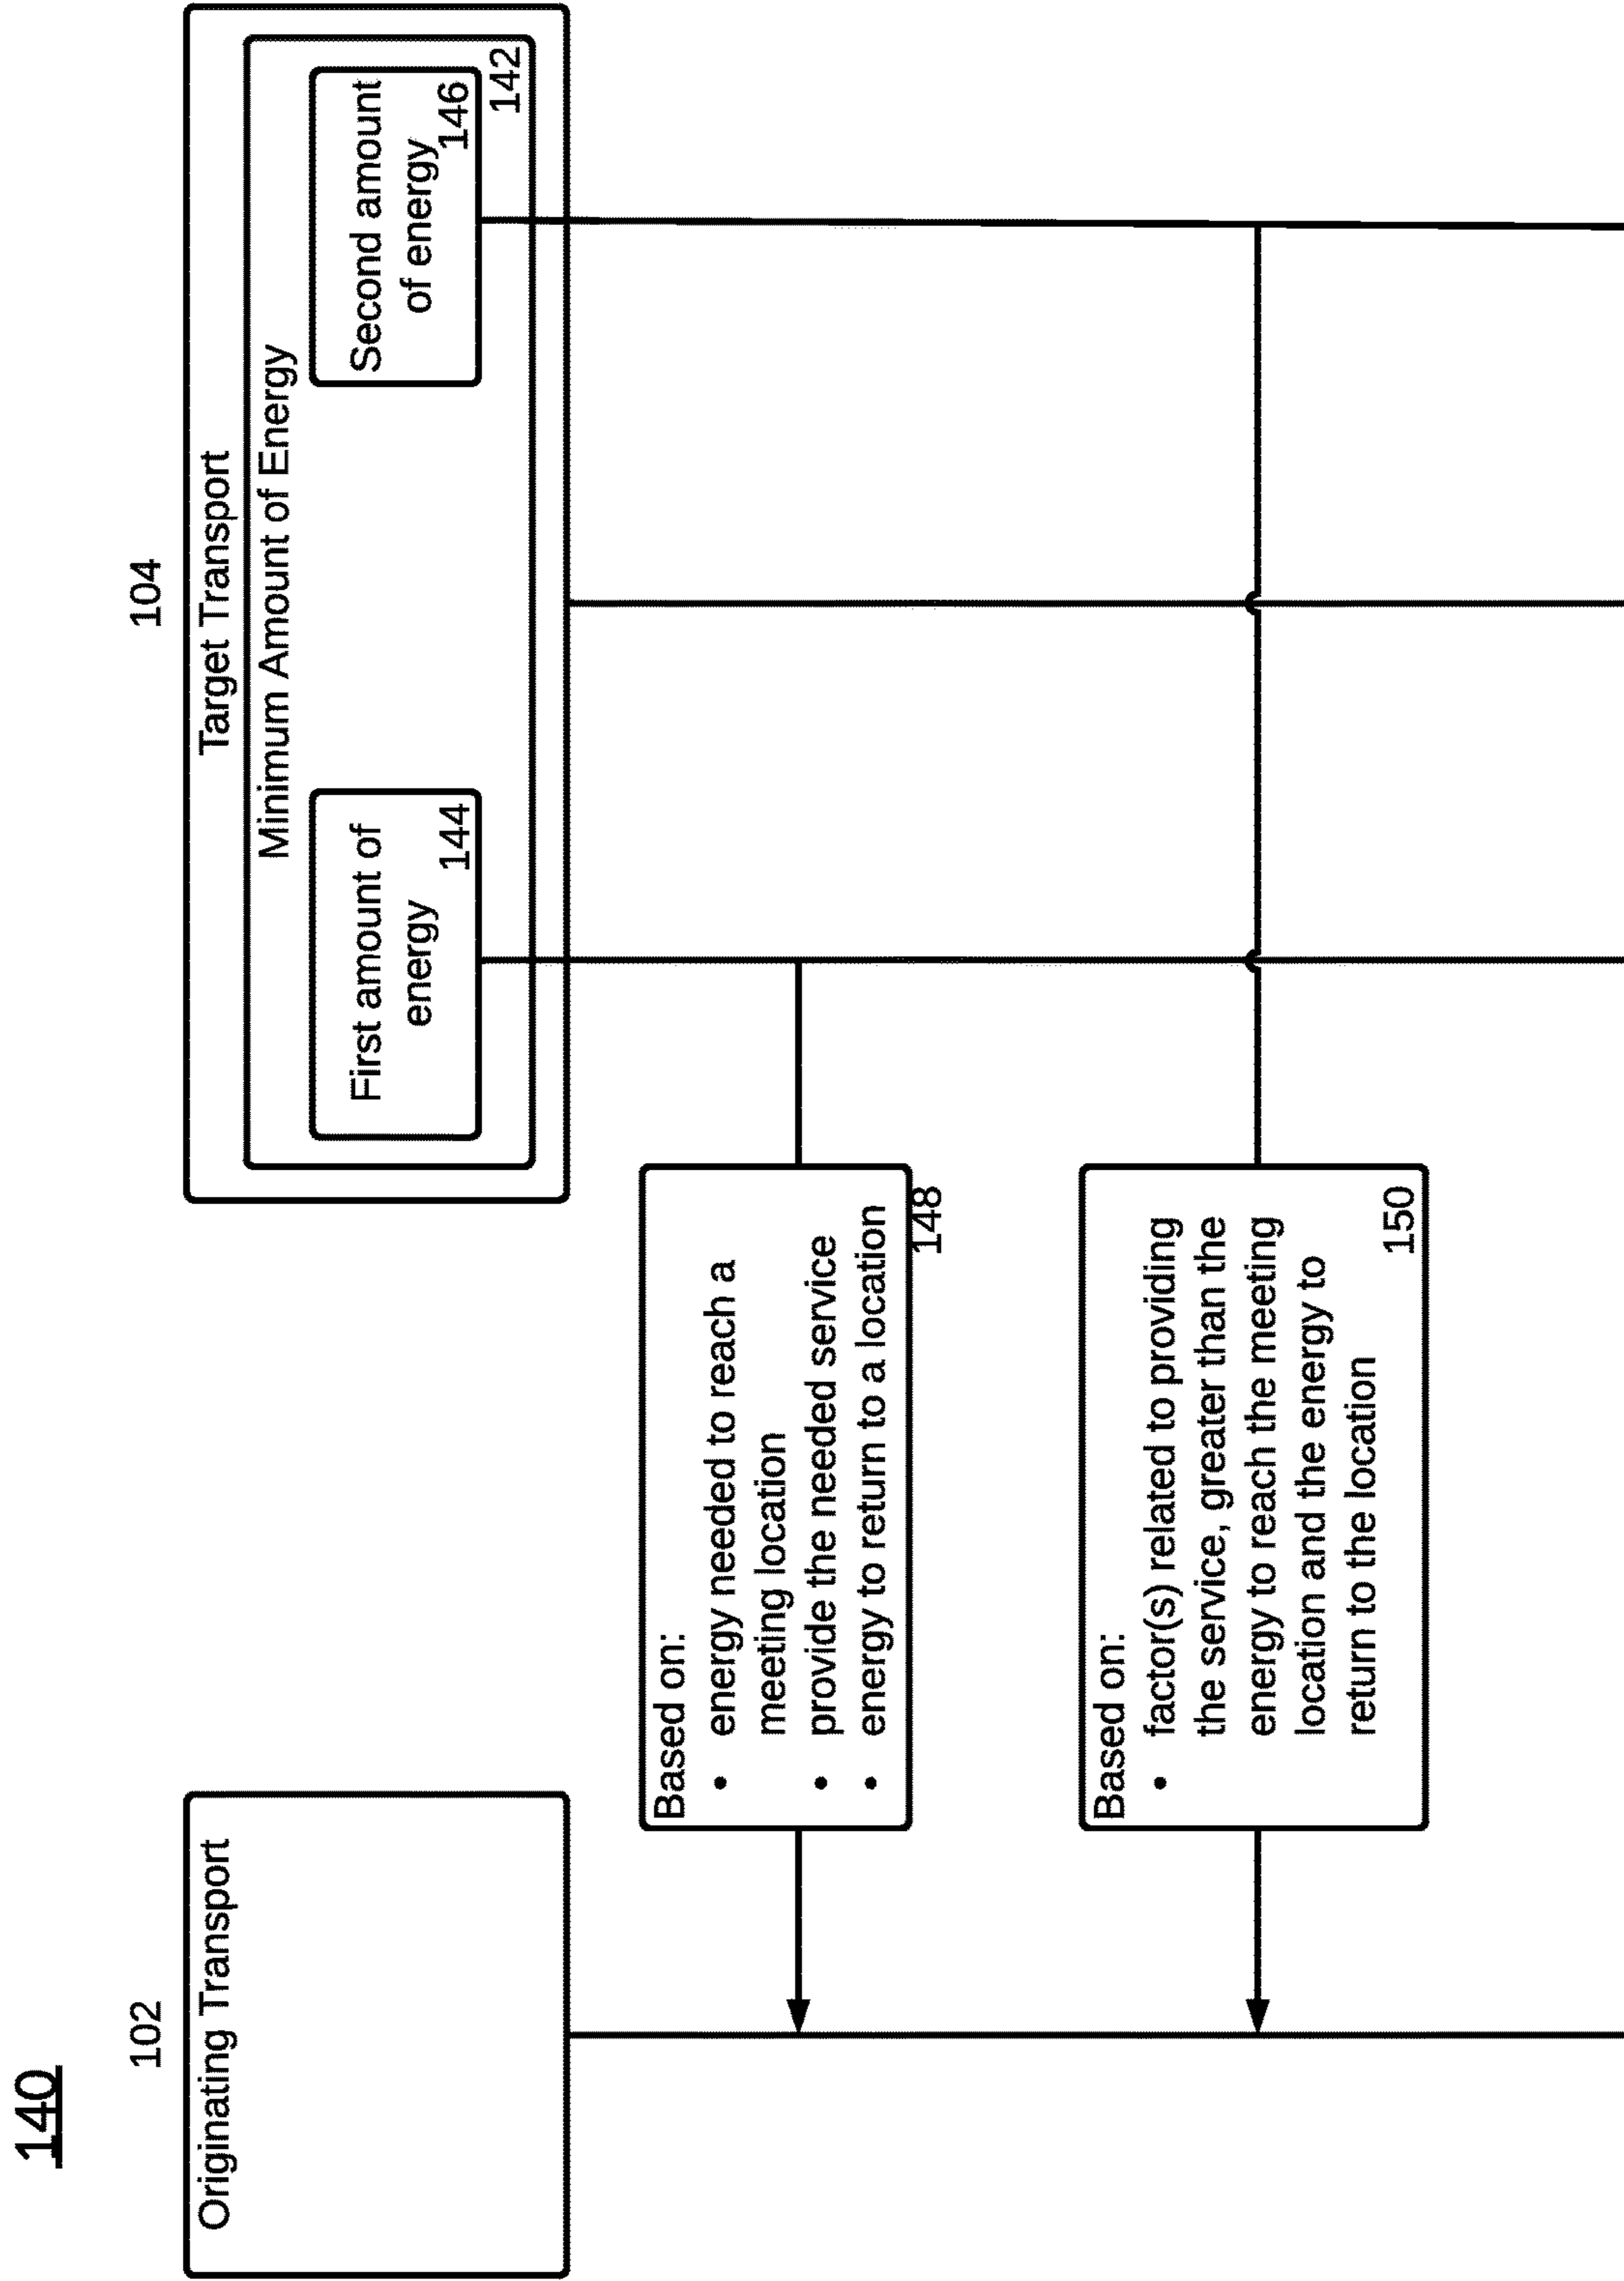 140
102
104
Originating Transport
Target Transport
Minimum Amount of Energy
First amount of
energy
144
Second amount
of energy
146
142
Based on:
• energy needed to reach a
meeting location
• provide the needed service
• energy to return to a location
148
Based on:
• factor(s) related to providing
the service, greater than the
energy to reach the meeting
location and the energy to
return to the location
150